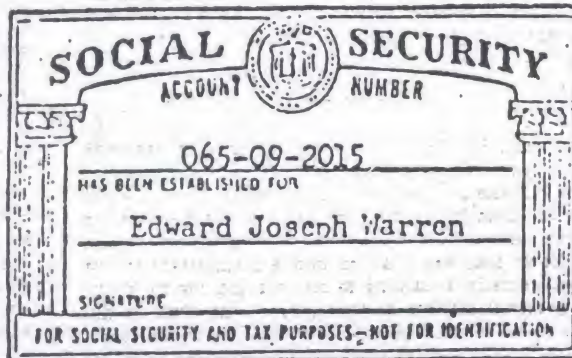 SOCIAL SECURITY
ACCOUNT NUMBER
065-09-2015
HAS BEEN ESTABLISHED FOR
Edward Joseph Warren
SIGNATURE
FOR SOCIAL SECURITY AND TAX PURPOSES—NOT FOR IDENTIFICATION